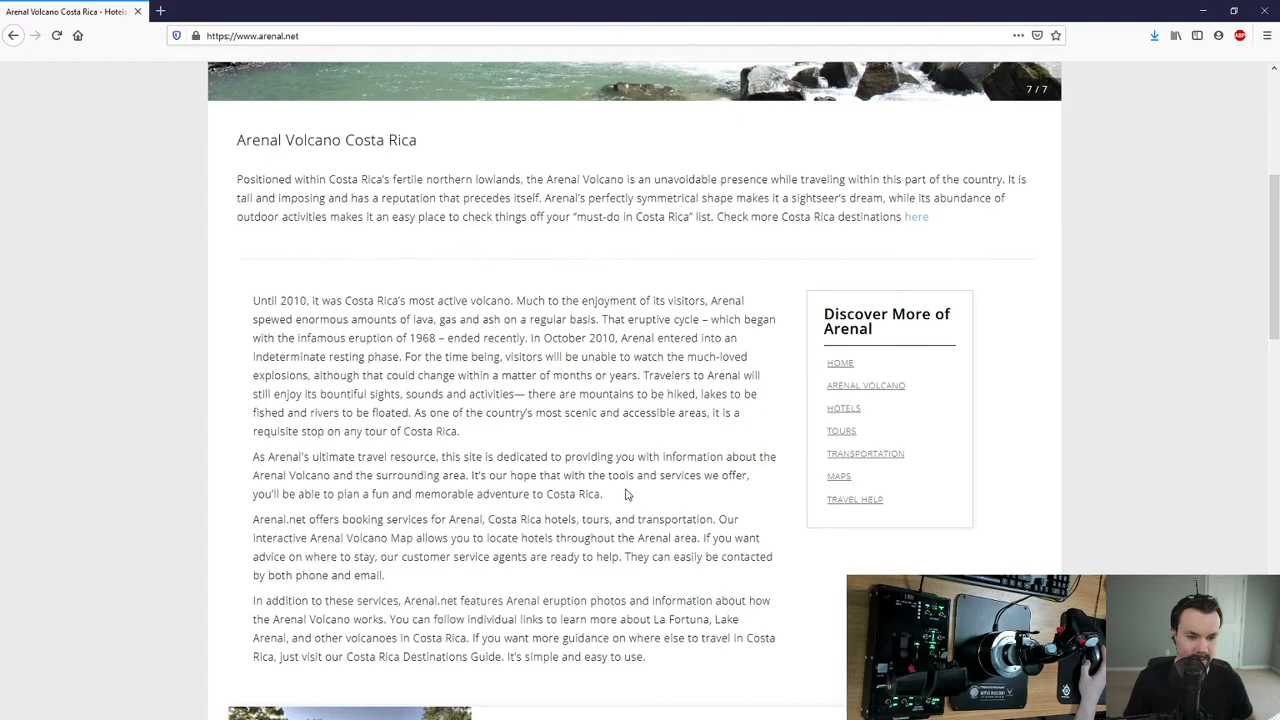 Arenal Volcano Costa Rica - Hotels,
https://www.arenal.net
ABP
7 / 7
Arenal Volcano Costa Rica
Positioned within Costa Rica's fertile northern lowlands, the Arenal Volcano is an unavoidable presence while traveling within this part of the country. It is
tall and imposing and has a reputation that precedes itself. Arenal's perfectly symmetrical shape makes it a sightseer's dream, while its abundance of
outdoor activities makes it an easy place to check things off your “must-do in Costa Rica” list. Check more Costa Rica destinations here
Until 2010, it was Costa Rica's most active volcano. Much to the enjoyment of its visitors, Arenal
spewed enormous amounts of lava, gas and ash on a regular basis. That eruptive cycle – which began
with the infamous eruption of 1968 – ended recently. In October 2010, Arenal entered into an
indeterminate resting phase. For the time being, visitors will be unable to watch the much-loved
explosions, although that could change within a matter of months or years. Travelers to Arenal will
still enjoy its bountiful sights, sounds and activities— there are mountains to be hiked, lakes to be
fished and rivers to be floated. As one of the country's most scenic and accessible areas, it is a
requisite stop on any tour of Costa Rica.
As Arenal's ultimate travel resource, this site is dedicated to providing you with information about the
Arenal Volcano and the surrounding area. It's our hope that with the tools and services we offer,
you'll be able to plan a fun and memorable adventure to Costa Rica.
Arenal.net offers booking services for Arenal, Costa Rica hotels, tours, and transportation. Our
interactive Arenal Volcano Map allows you to locate hotels throughout the Arenal area. If you want
advice on where to stay, our customer service agents are ready to help. They can easily be contacted
by both phone and email.
In addition to these services, Arenal.net features Arenal eruption photos and information about how
the Arenal Volcano works. You can follow individual links to learn more about La Fortuna, Lake
Arenal, and other volcanoes in Costa Rica. If you want more guidance on where else to travel in Costa
Rica, just visit our Costa Rica Destinations Guide. It's simple and easy to use.
Discover More of
Arenal
HOME
ARENAL VOLCANO
HOTELS
TOURS
TRANSPORTATION
MAPS
TRAVEL HELP